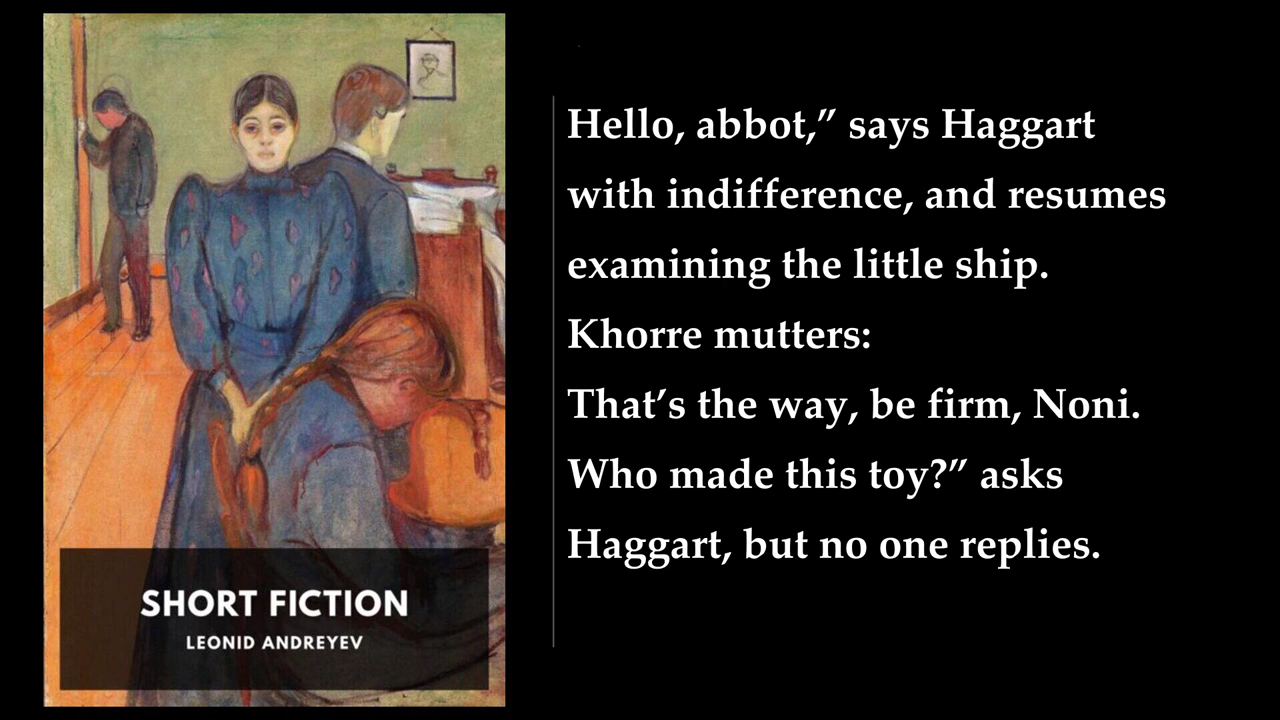 SHORT FICTION
LEONID ANDREYEV
Hello, abbot,” says Haggart
with indifference, and resumes
examining the little ship.
Khorre mutters:
That’s the way, be firm, Noni.
Who made this toy?” asks
Haggart, but no one replies.